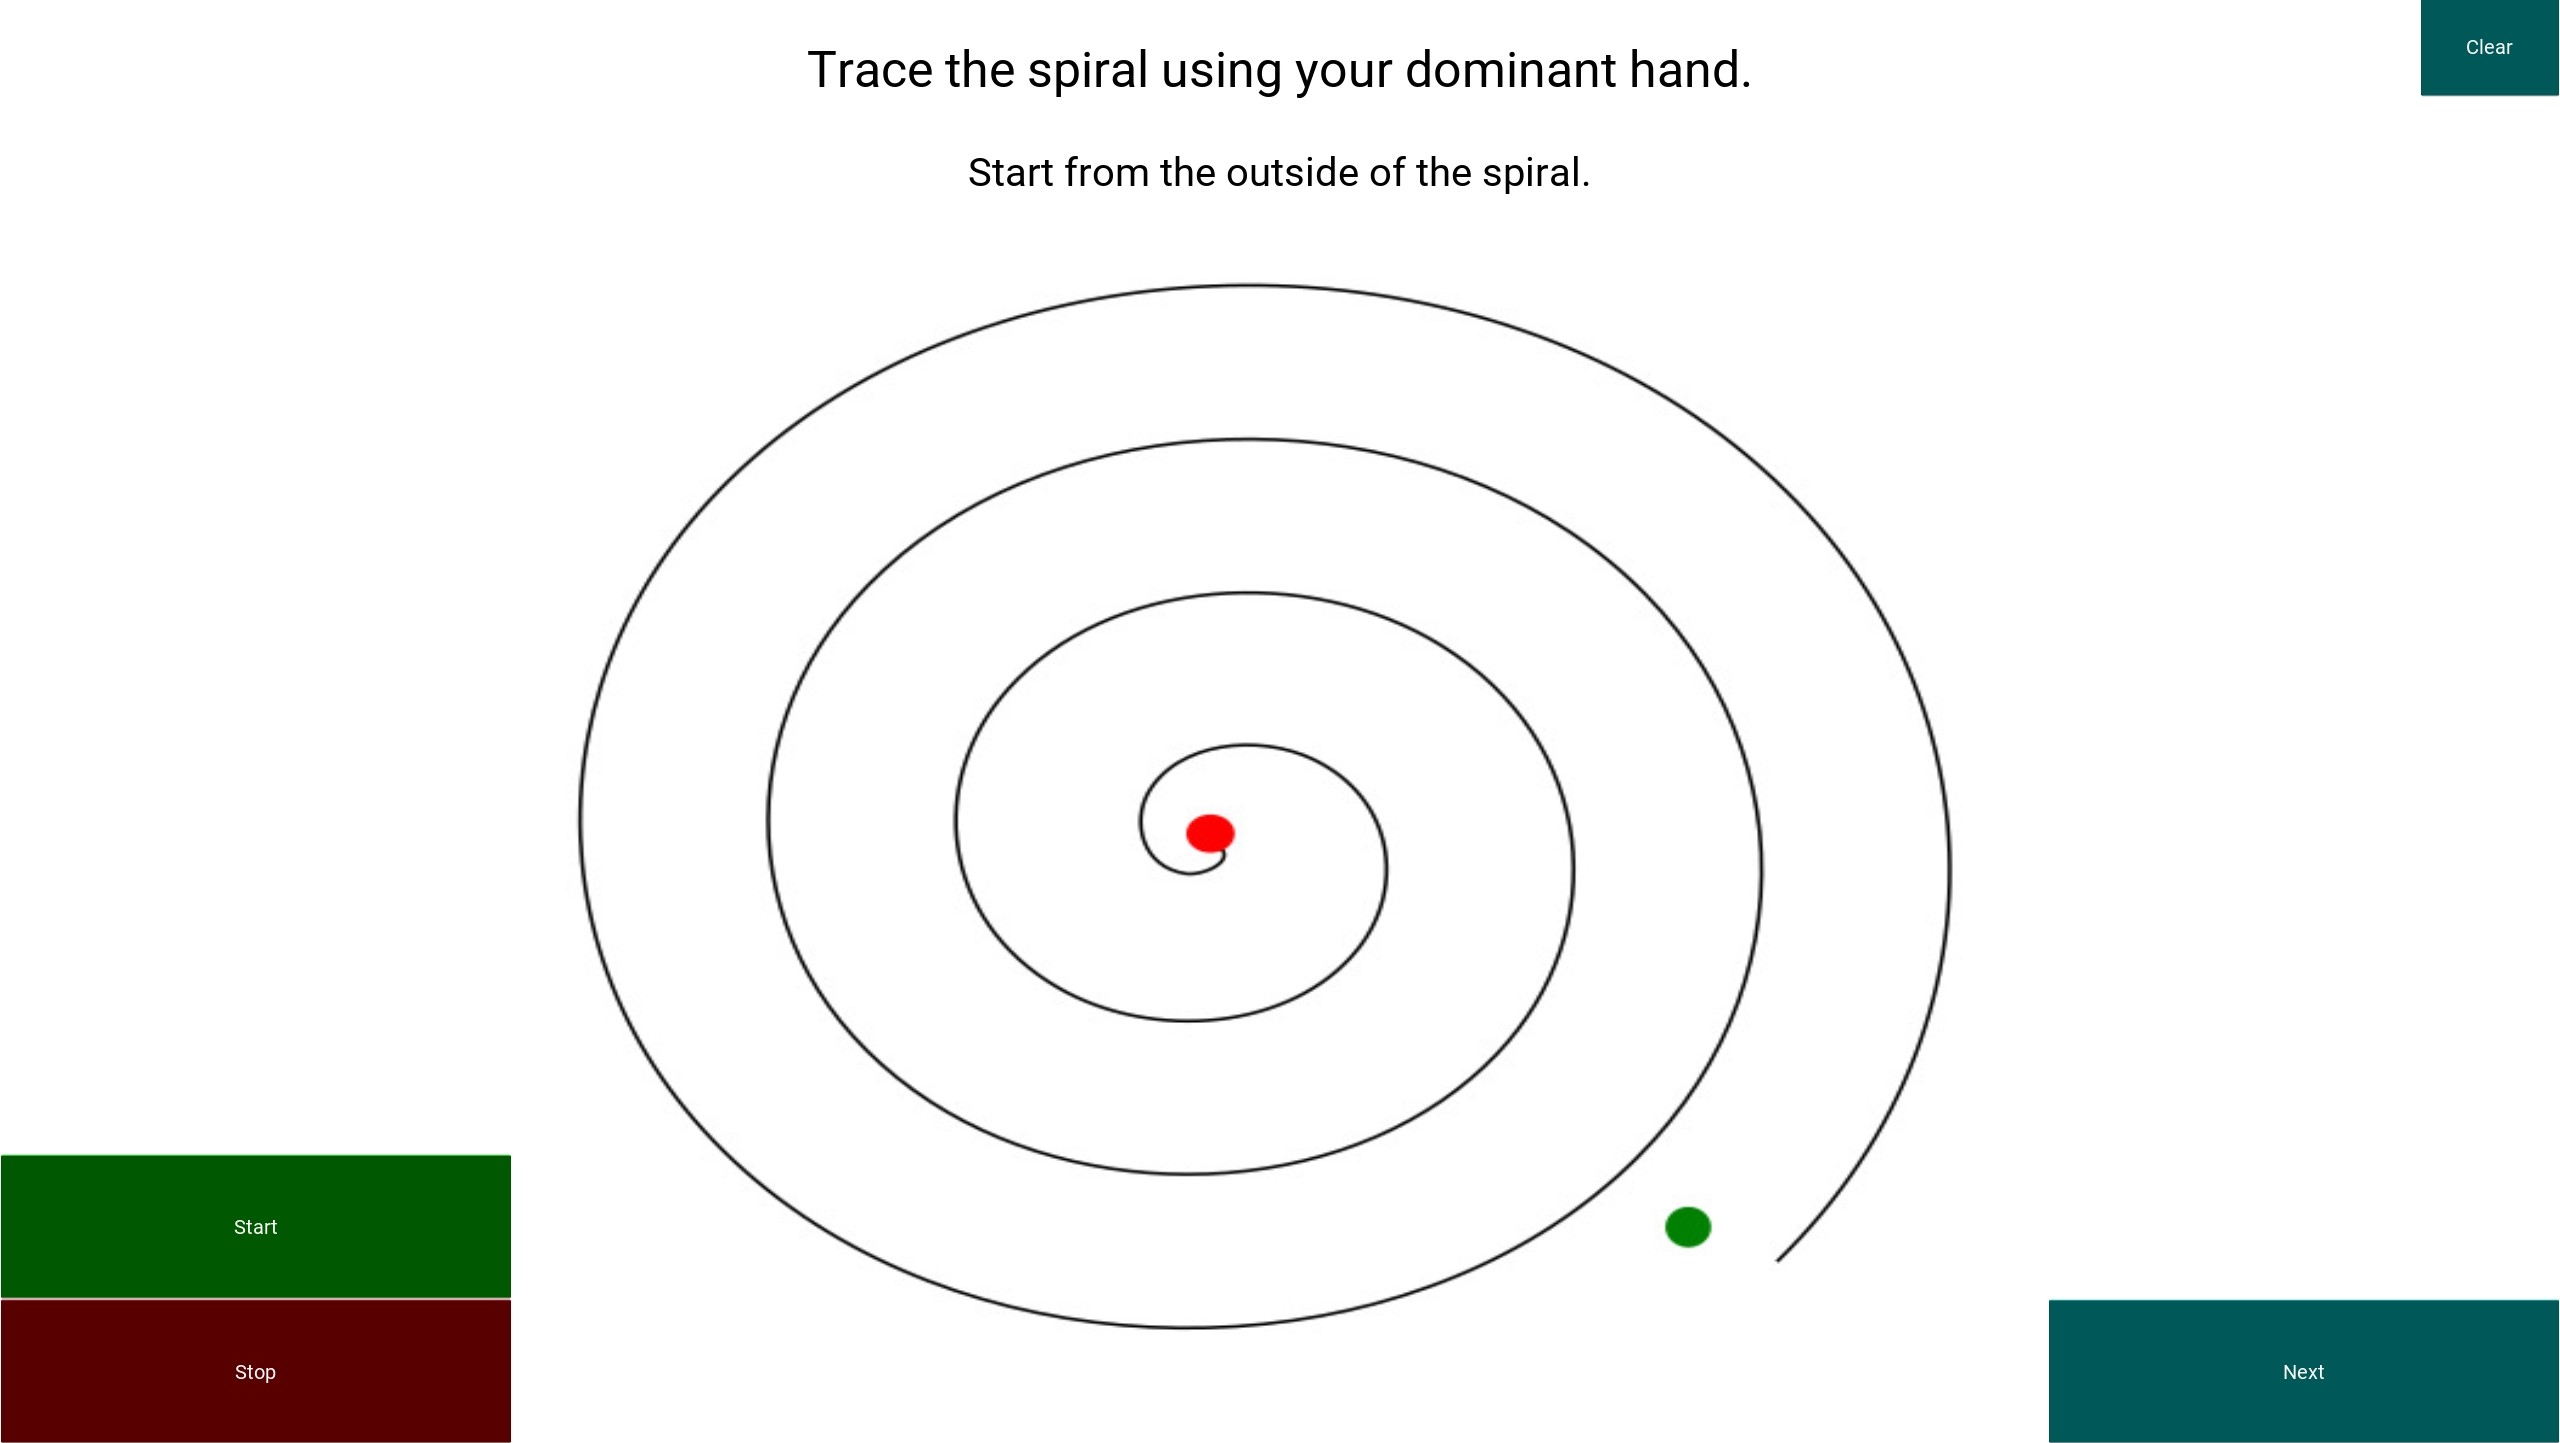 Clear
Trace the spiral using your dominant hand.
Start from the outside of the spiral.
Start
Stop
Next